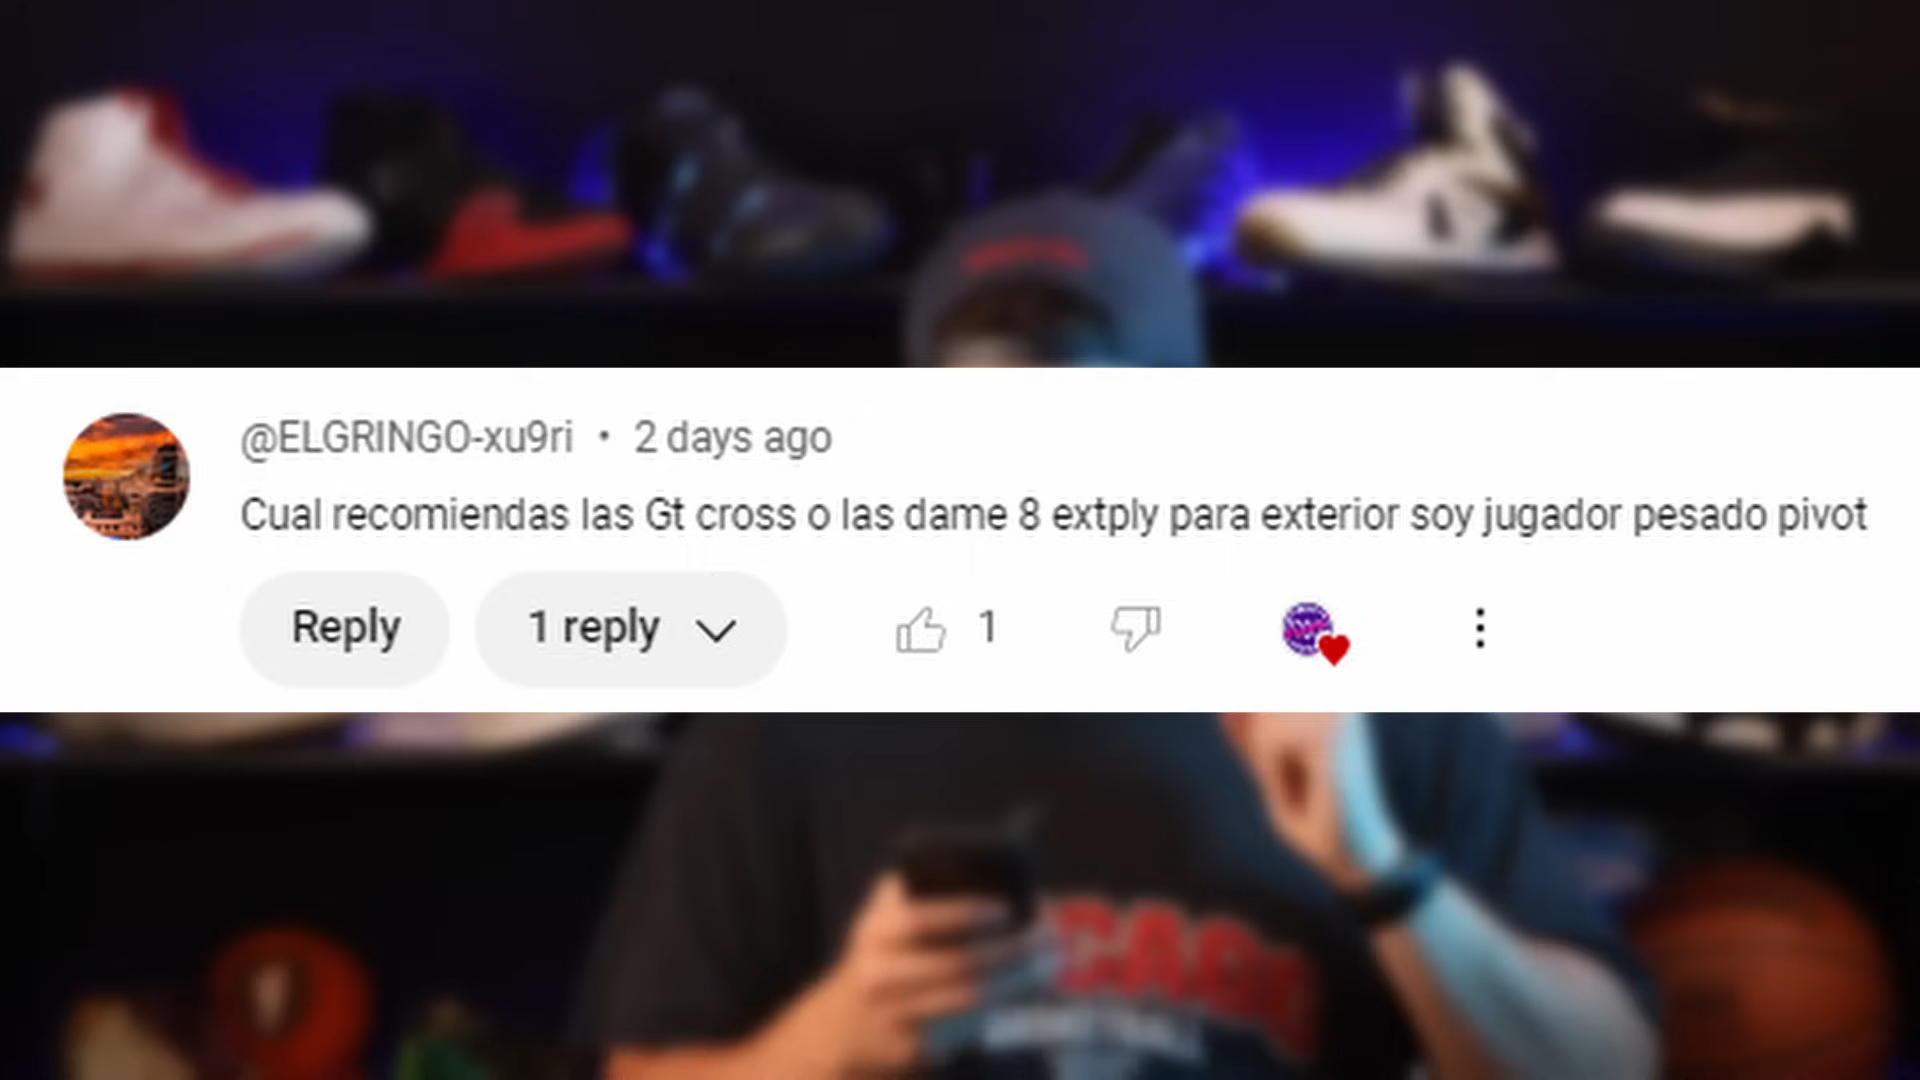 @ELGRINGO-xu9ri • 2 days ago
Cual recomiendas las Gt cross o las dame 8 extply para exterior soy jugador pesado pivot
Reply 1 reply 1